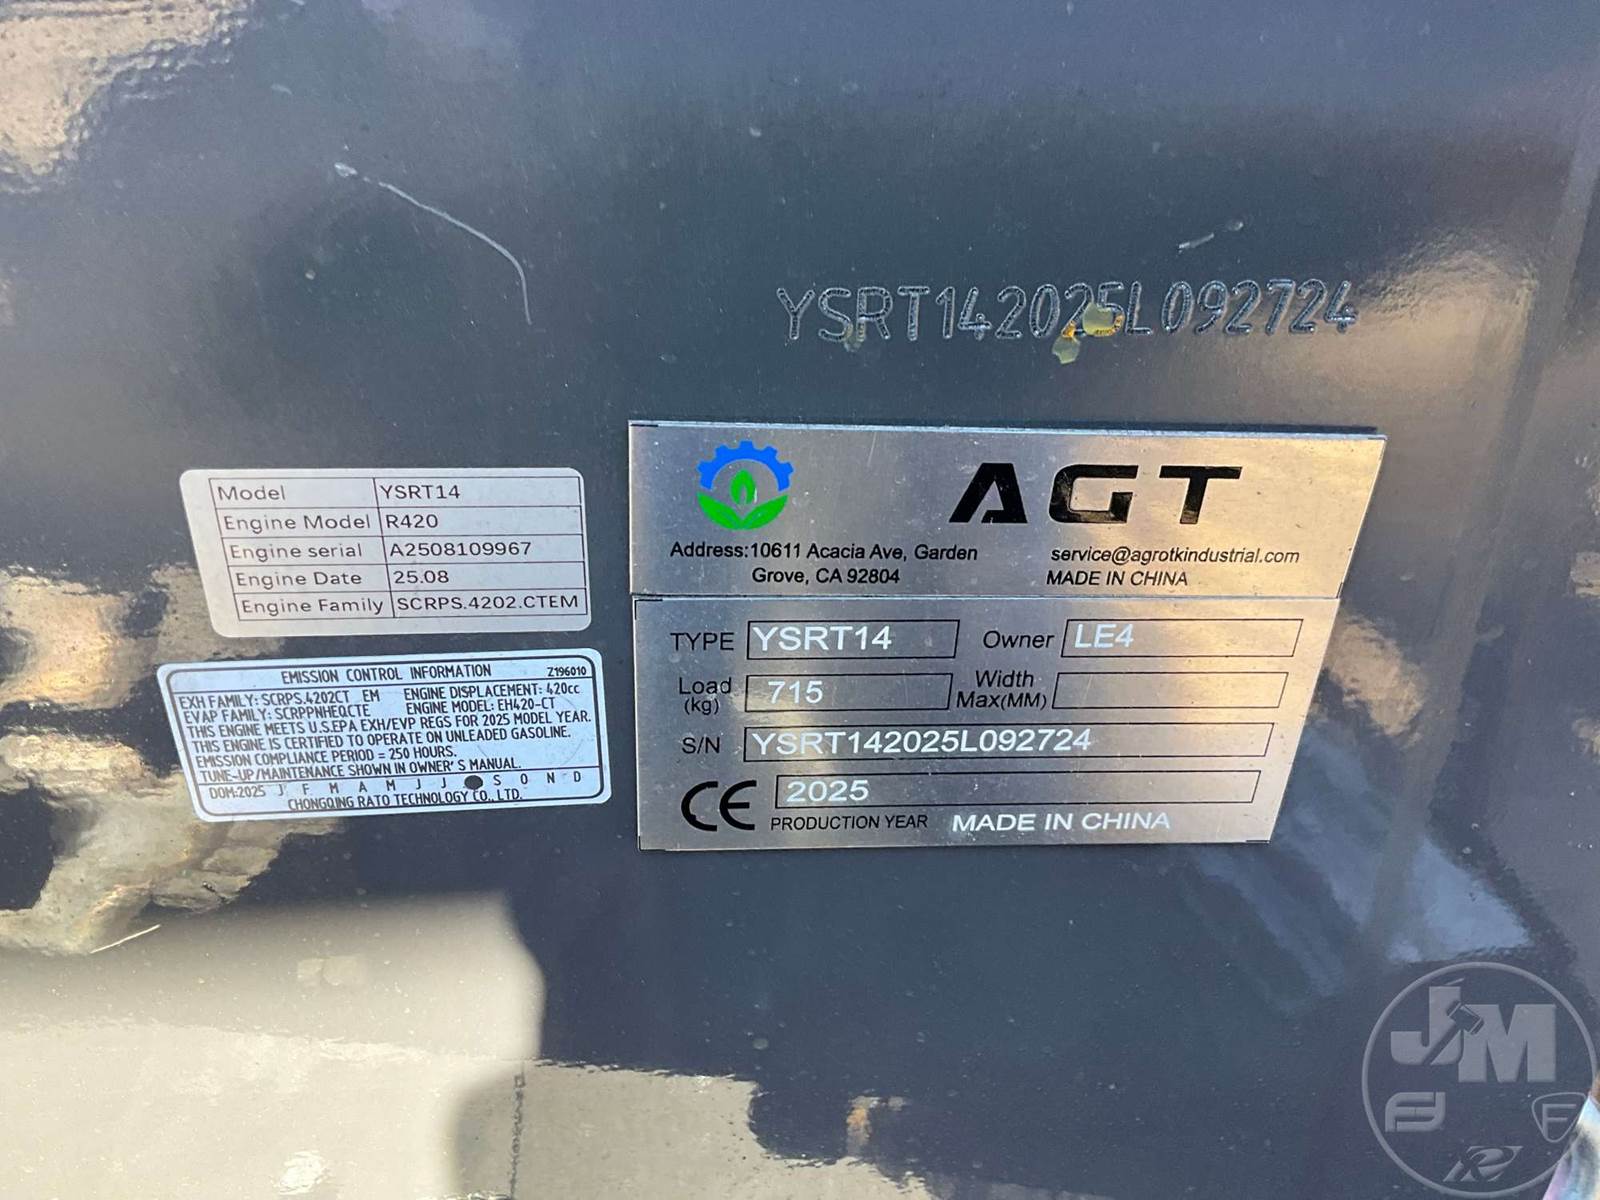 YSRT142025L092724
Model YSRT14
Engine Model R420
Engine serial A2508109967
Engine Date 25.08
Engine Family SCRPS.4202.CTEM
EMISSION CONTROL INFORMATION Z196010
EXH FAMILY: SCRPS.4202CT EM ENGINE DISPLACEMENT: 420cc
EVAP FAMILY: SCRPPNHEQCTE ENGINE MODEL: EH420-CT
THIS ENGINE MEETS U.S.EPA EXH/EVP REGS FOR 2025 MODEL YEAR.
THIS ENGINE IS CERTIFIED TO OPERATE ON UNLEADED GASOLINE.
EMISSION COMPLIANCE PERIOD = 250 HOURS.
TUNE-UP/MAINTENANCE SHOWN IN OWNER'S MANUAL.
DOM:2025 J F M A M J J S O N D
CHONGQING RATO TECHNOLOGY CO., LTD.
AGT
Address:10611 Acacia Ave, Garden
Grove, CA 92804
service@agrotkindustrial.com
MADE IN CHINA
TYPE YSRT14 Owner LE4
Load (kg) 715 Width Max(MM)
S/N YSRT142025L092724
CE 2025
PRODUCTION YEAR MADE IN CHINA
JM